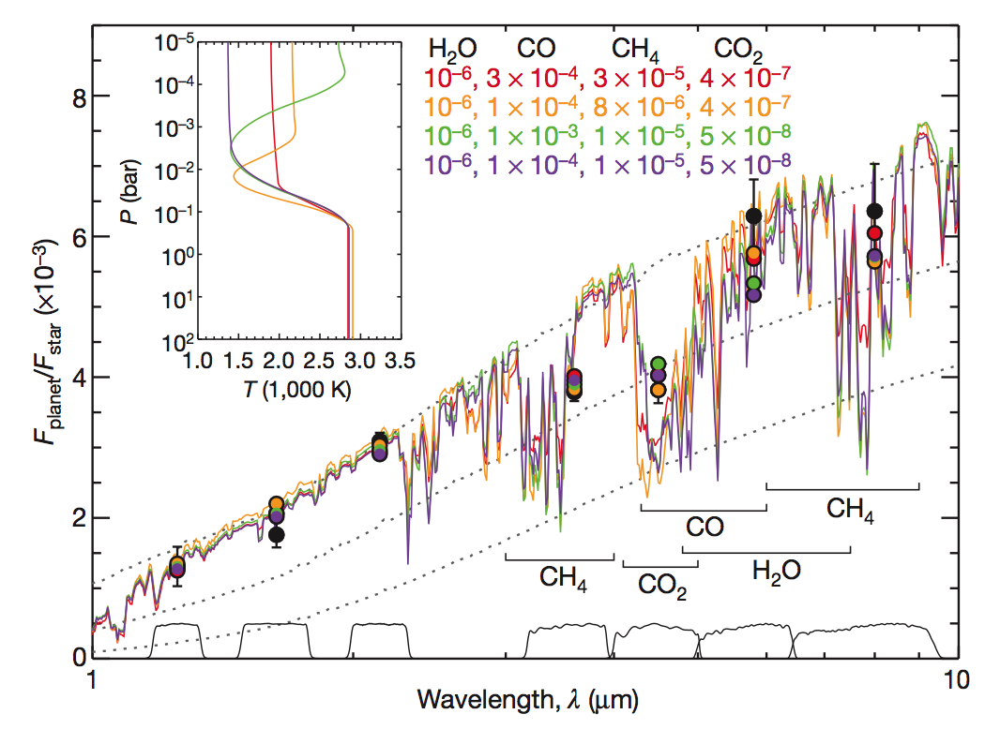 H₂O CO CH₄ CO₂
10⁻⁶, 3 × 10⁻⁴, 3 × 10⁻⁵, 4 × 10⁻⁷
10⁻⁶, 1 × 10⁻⁴, 8 × 10⁻⁶, 4 × 10⁻⁷
10⁻⁶, 1 × 10⁻³, 1 × 10⁻⁵, 5 × 10⁻⁸
10⁻⁶, 1 × 10⁻⁴, 1 × 10⁻⁵, 5 × 10⁻⁸
10⁻⁵
10⁻⁴
10⁻³
10⁻²
10⁻¹
10⁰
10¹
10²
P (bar)
1.0 1.5 2.0 2.5 3.0 3.5
T (1,000 K)
8
6
4
2
0
F planet/F star (×10⁻³)
CH₄
CO
H₂O
CH₄
CO₂
1 10
Wavelength, λ (μm)